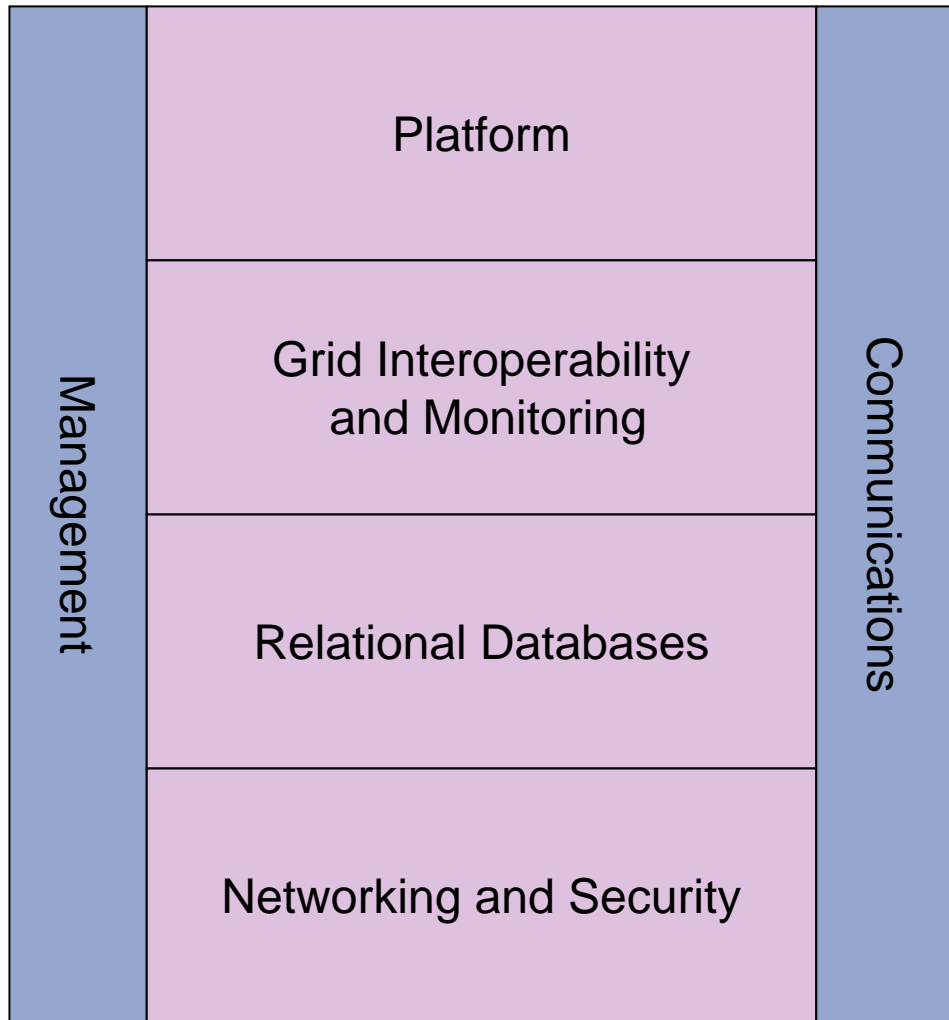 Management
Platform
Grid Interoperability
and Monitoring
Relational Databases
Networking and Security
Communications